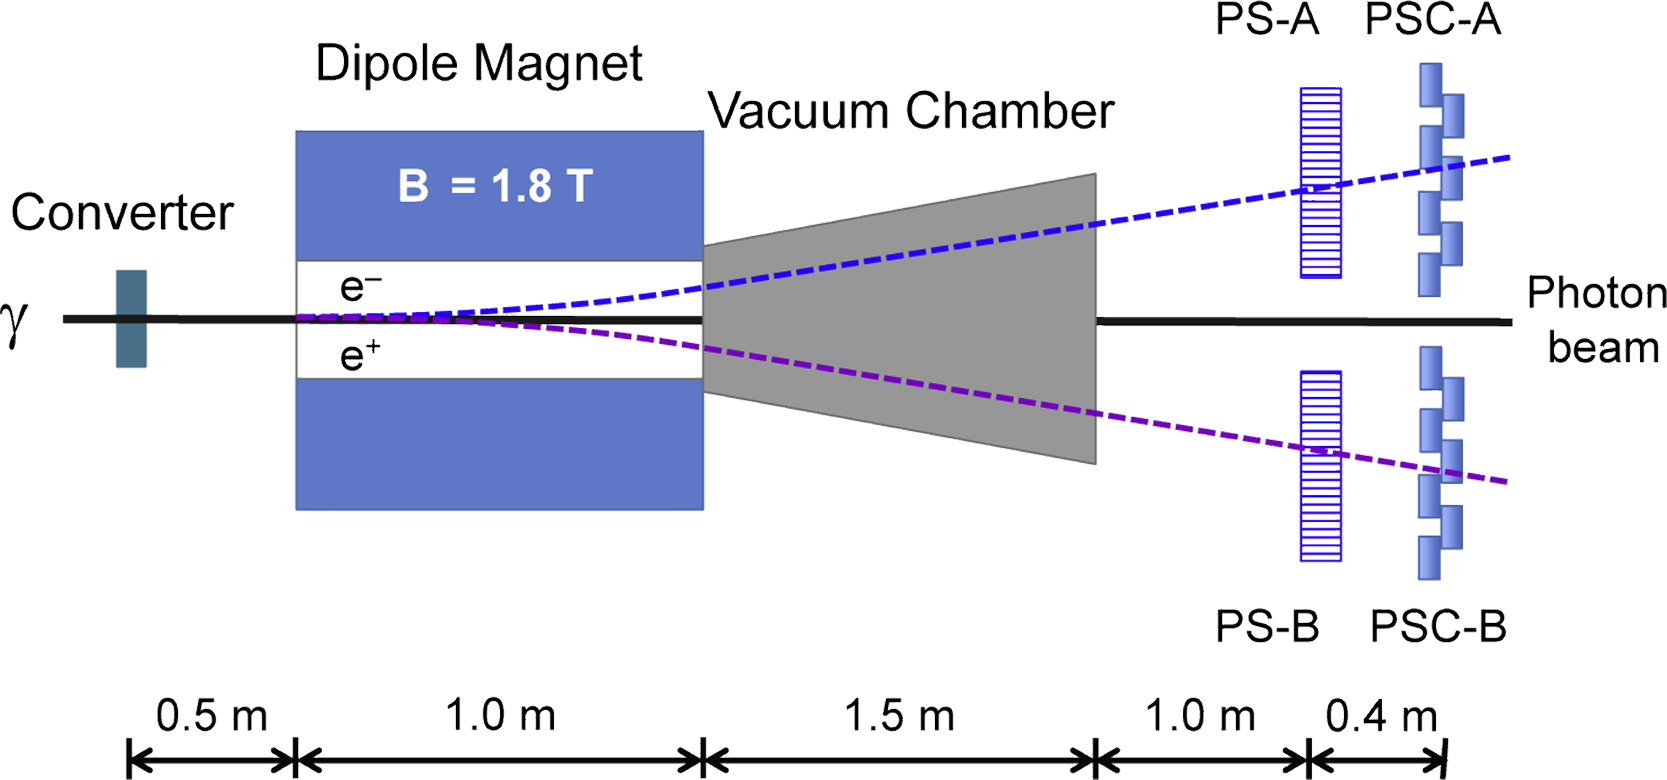 PS-A PSC-A
Dipole Magnet
Vacuum Chamber
B = 1.8 T
Converter
e–
γ
e+
Photon
beam
PS-B PSC-B
0.5 m 1.0 m 1.5 m 1.0 m 0.4 m